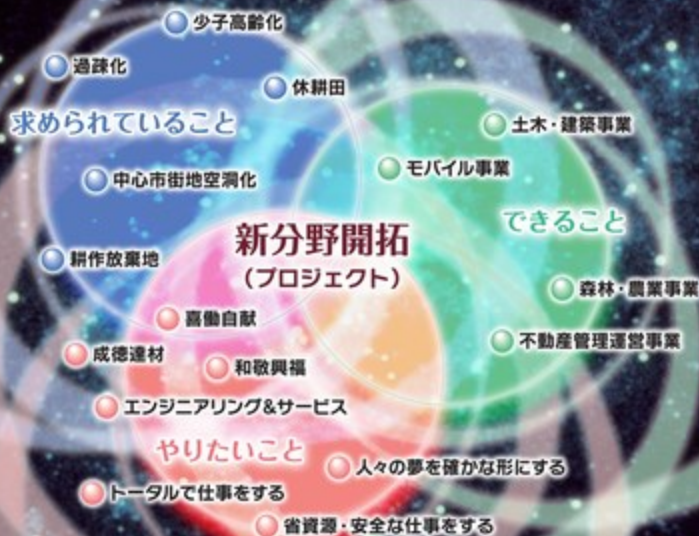 少子高齢化
過疎化
休耕田
求められていること
土木・建築事業
モバイル事業
中心市街地空洞化
できること
新分野開拓
(プロジェクト)
耕作放棄地
森林・農業事業
喜働自献
不動産管理運営事業
成徳達材
和敬興福
エンジニアリング&サービス
やりたいこと
人々の夢を確かな形にする
トータルで仕事をする
省資源・安全な仕事をする